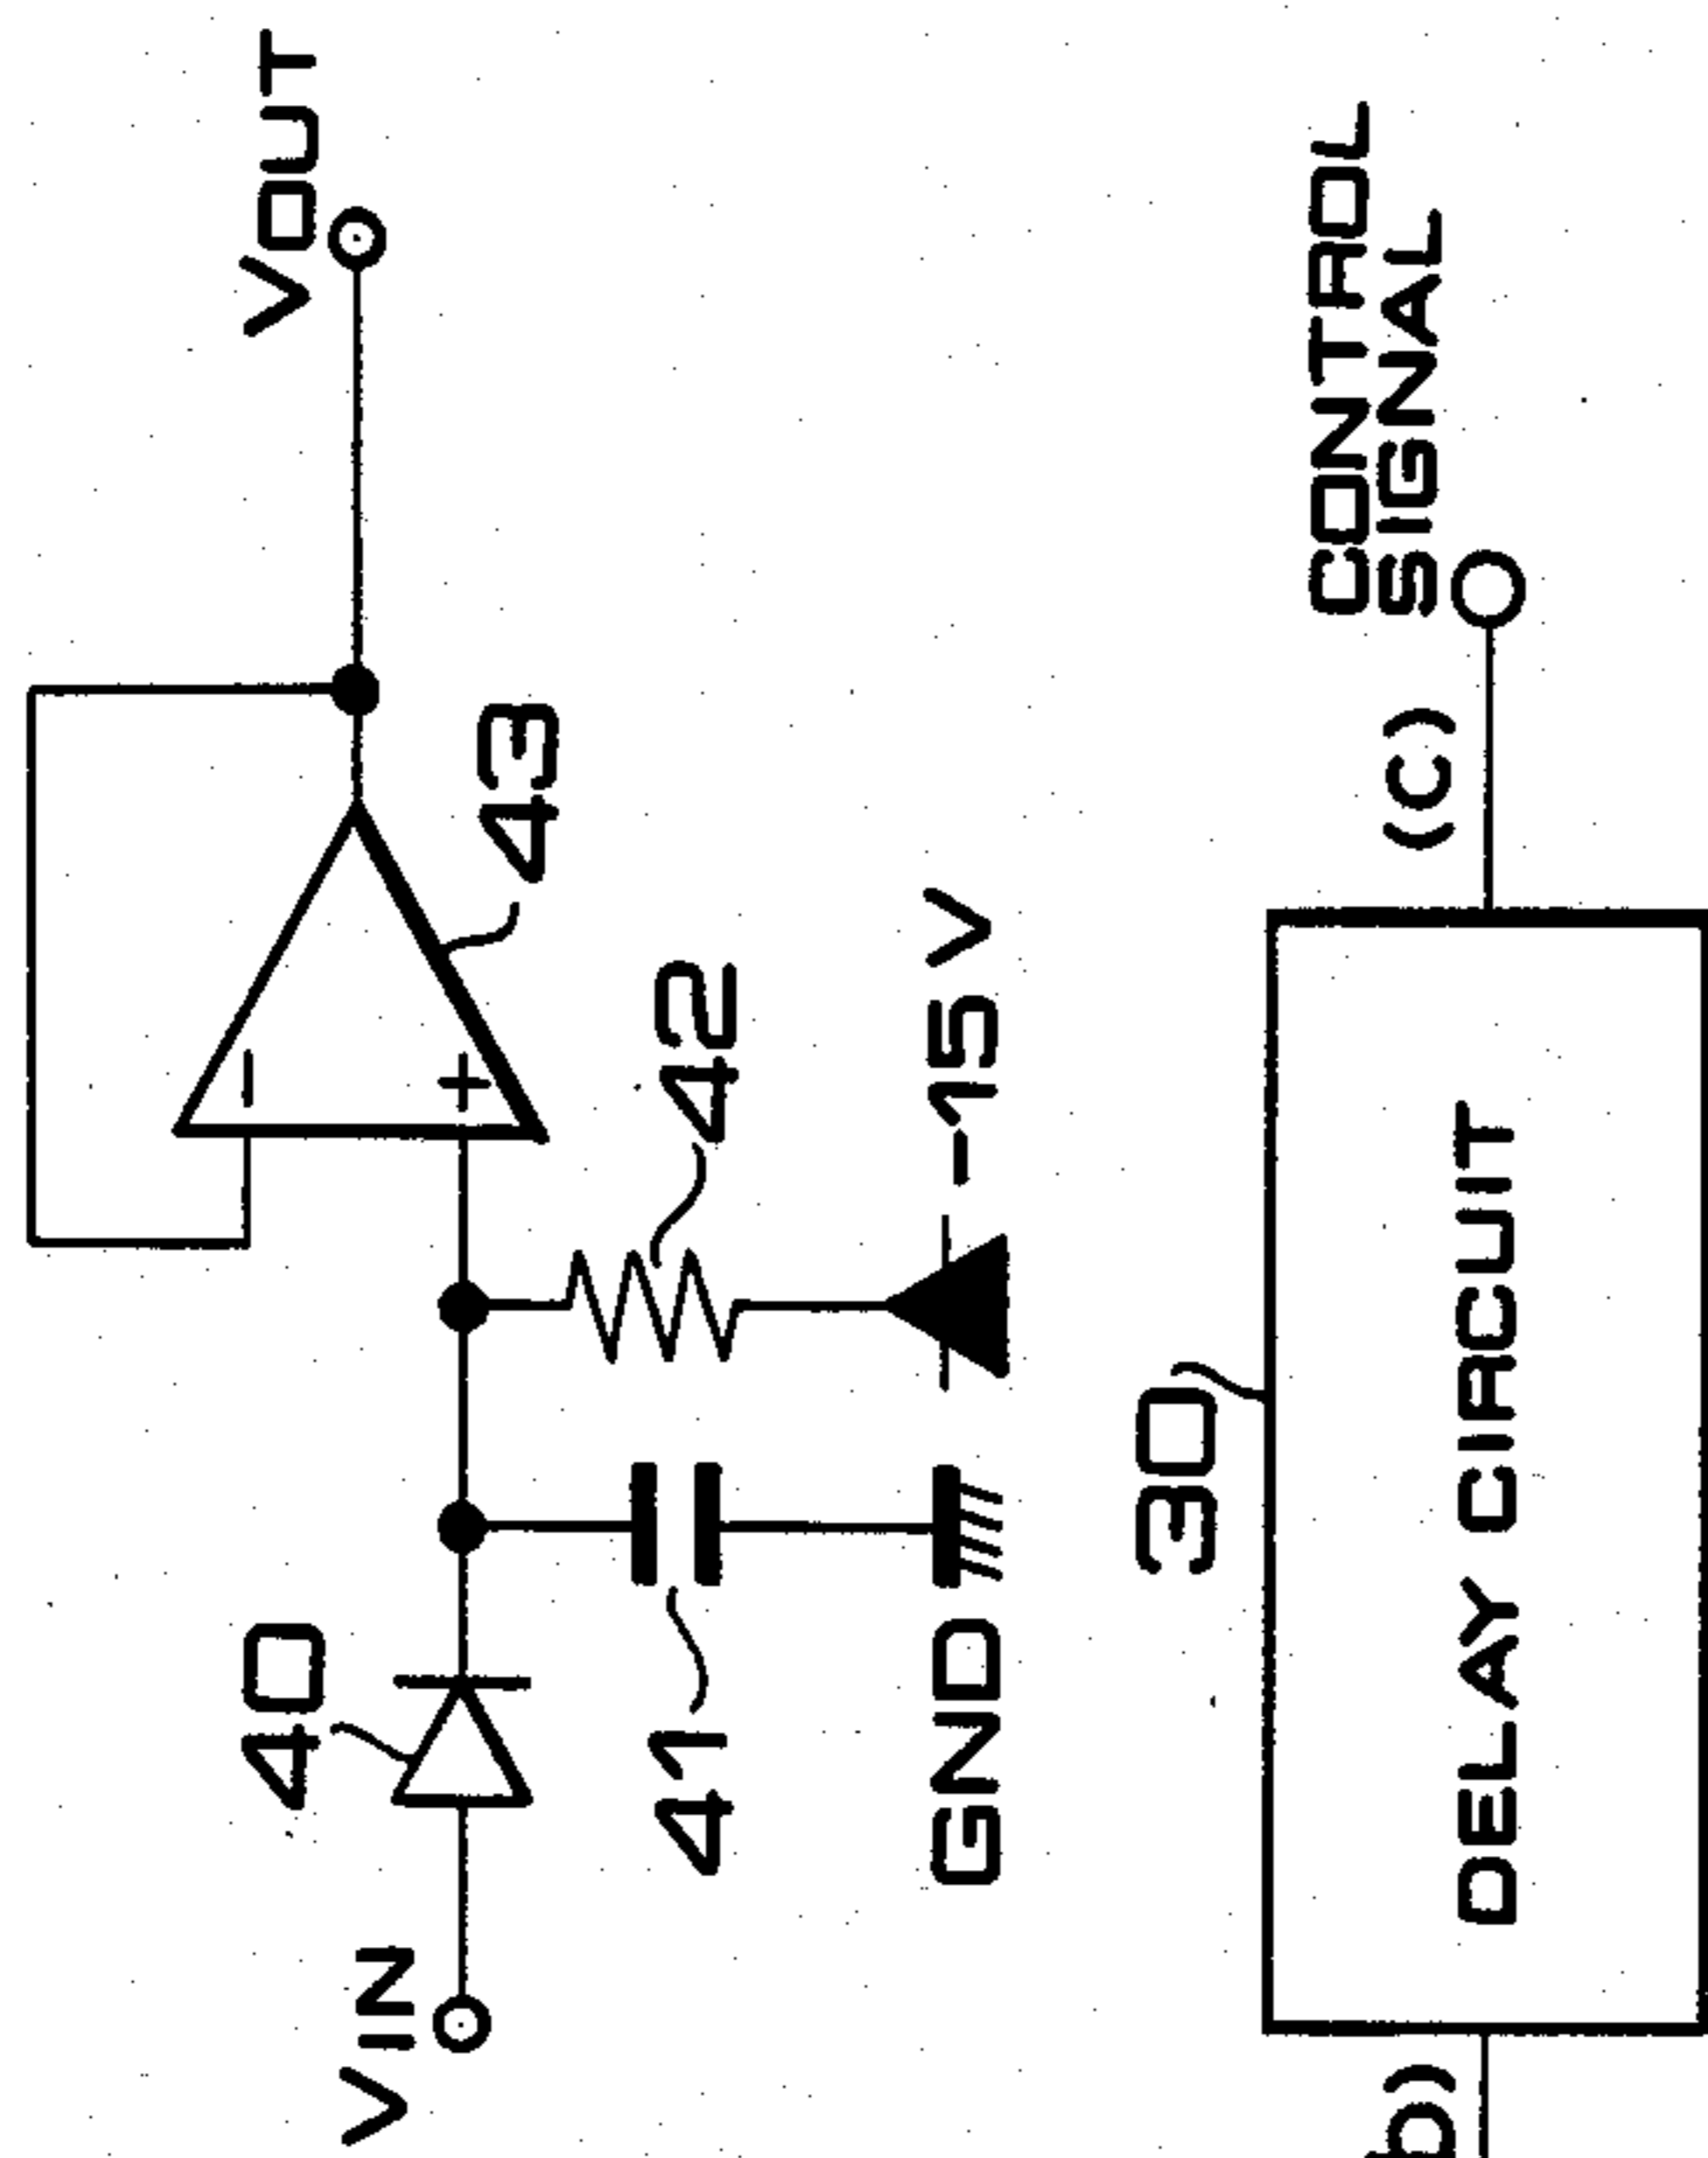 VOUT
43
42
-15 V
40
41
GND
VIN
CONTROL
SIGNAL
(C)
30
DELAY CIRCUIT
b)